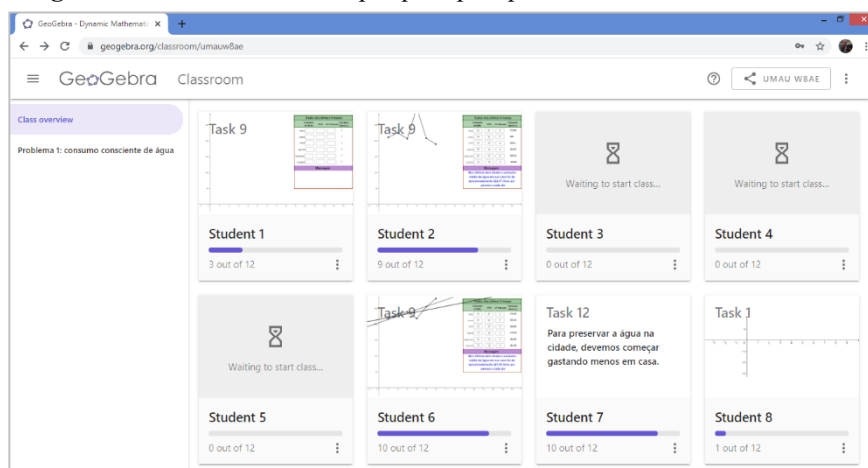 GeoGebra - Dynamic Mathemati
geogebra.org/classroom/umauw8ae
GeoGebra Classroom
UMAU W8AE
Class overview
Problema 1: consumo consciente de água
Task 9
Student 1
3 out of 12
Task 9
Student 2
9 out of 12
Waiting to start class...
Student 3
0 out of 12
Waiting to start class...
Student 4
0 out of 12
Waiting to start class...
Student 5
0 out of 12
Task 9
Student 6
10 out of 12
Task 12
Para preservar a água na
cidade, devemos começar
gastando menos em casa.
Student 7
10 out of 12
Task 1
Student 8
1 out of 12